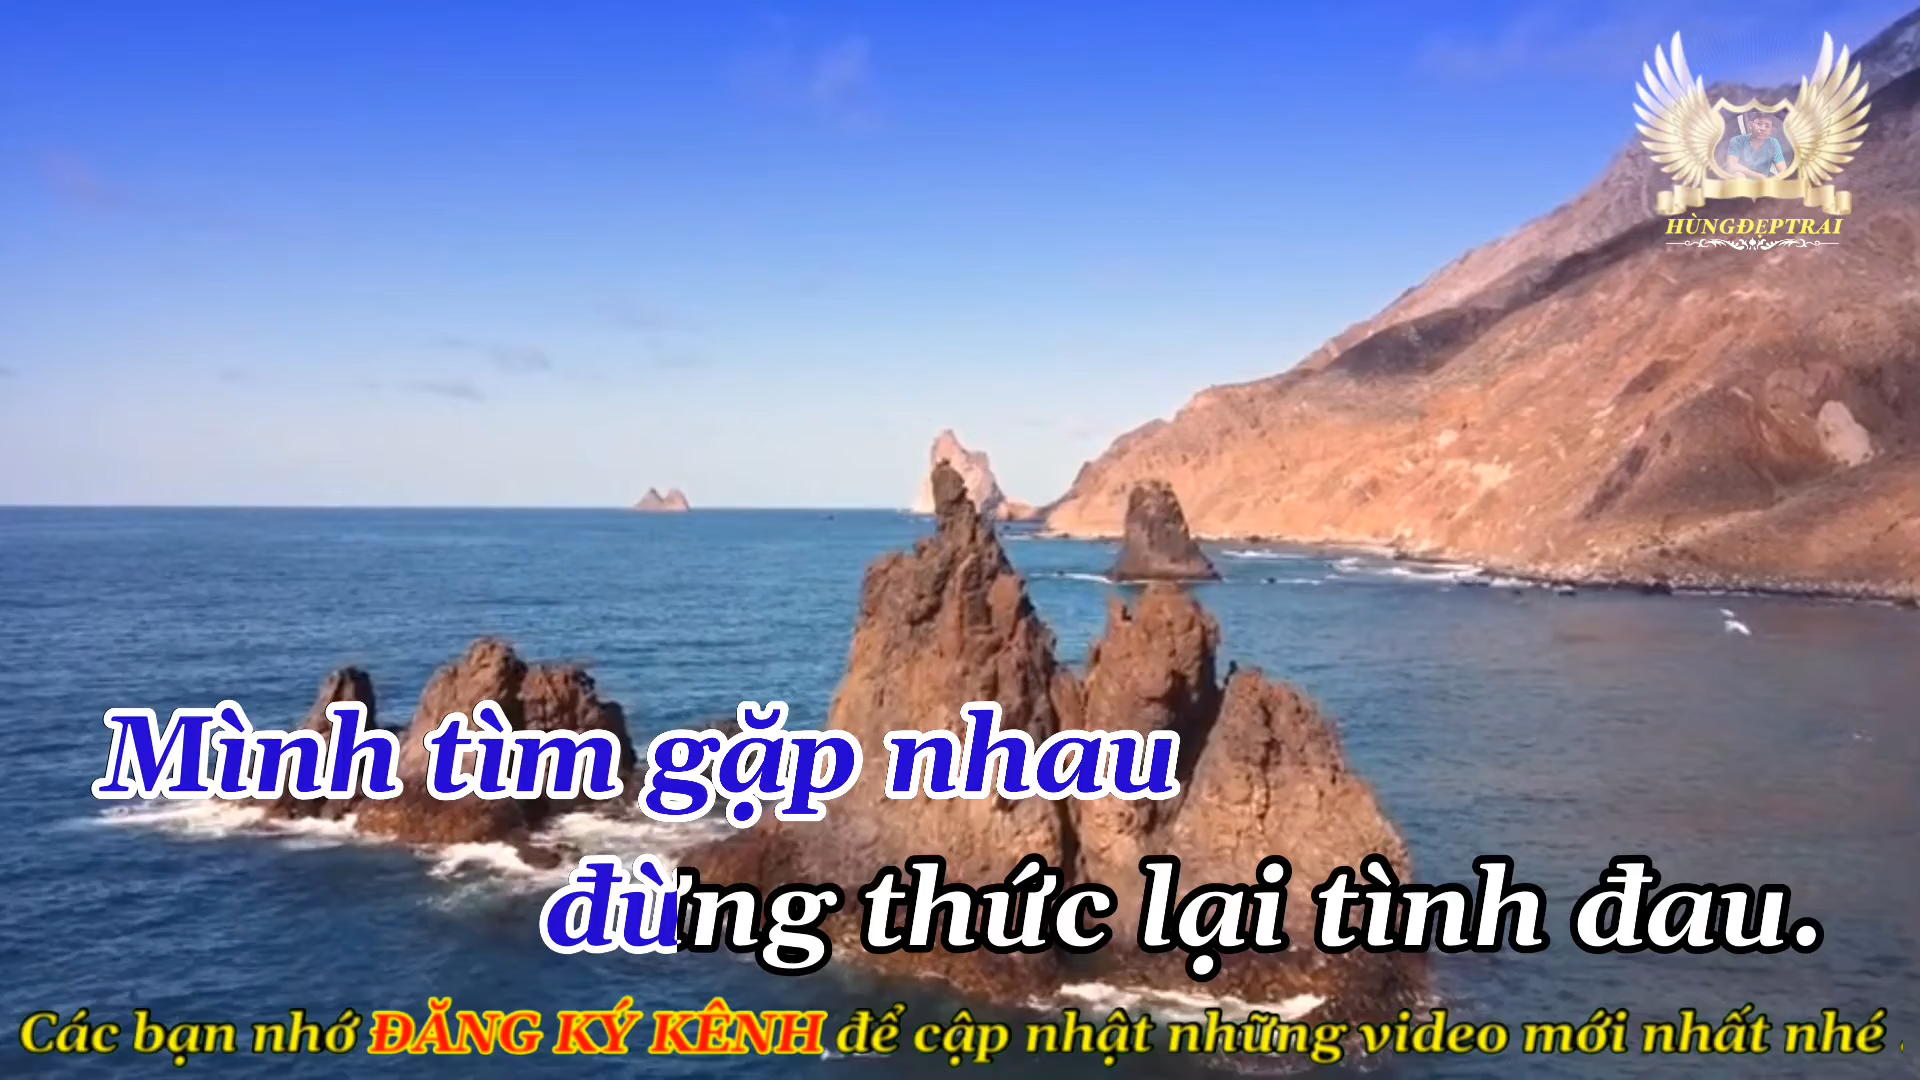 HÙNGĐẸPTRAI
Mình tìm gặp nhau
đừng thức lại tình đau.
Các bạn nhớ ĐĂNG KÝ KÊNH để cập nhật những video mới nhất nhé